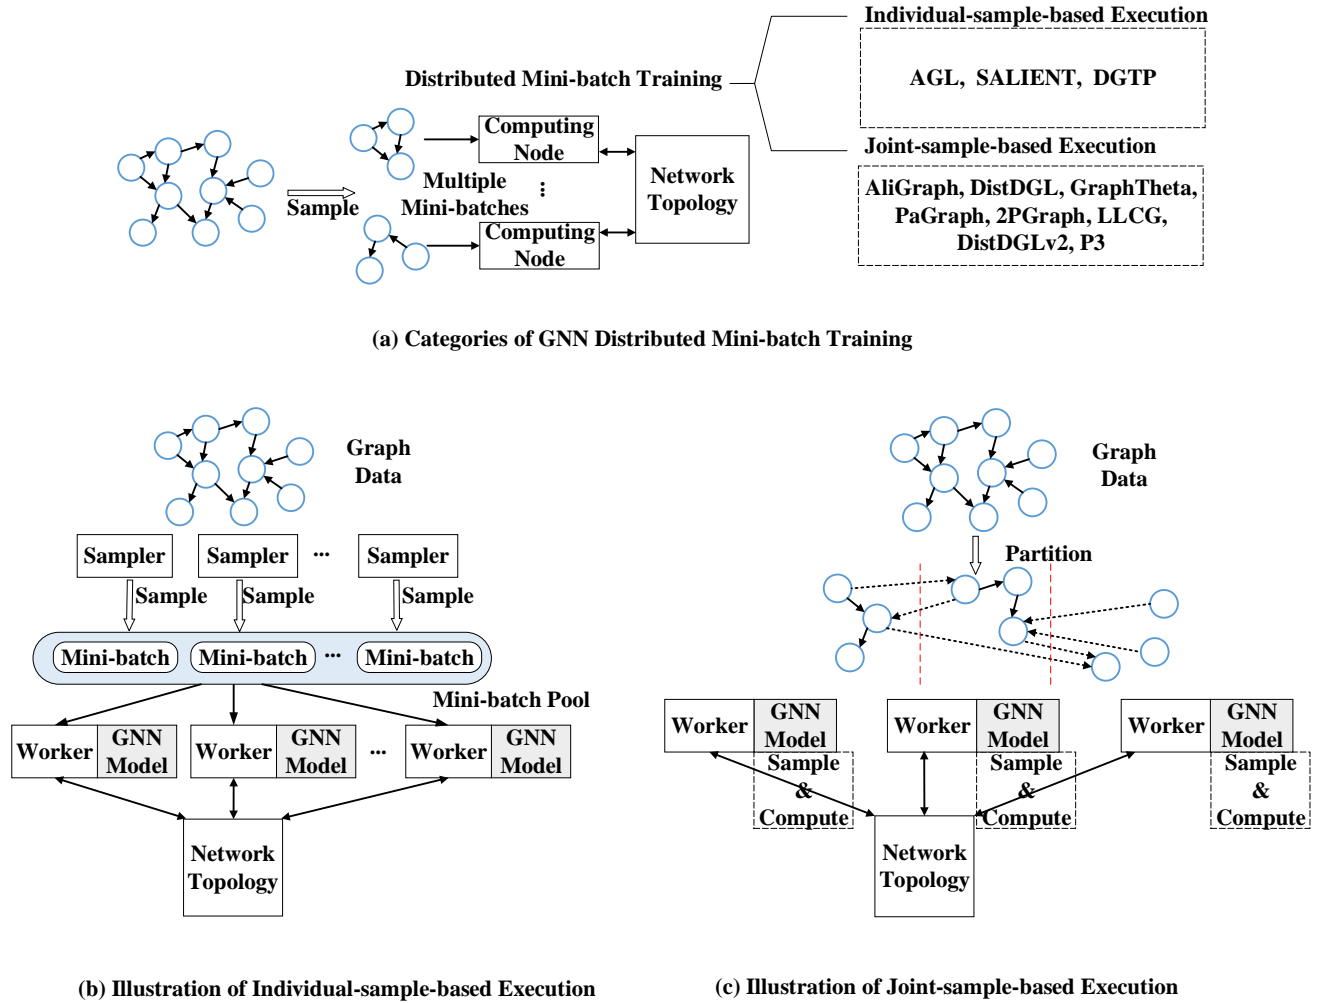 Individual-sample-based Execution
AGL, SALIENT, DGTP
Distributed Mini-batch Training
Joint-sample-based Execution
AliGraph, DistDGL, GraphTheta,
PaGraph, 2PGraph, LLCG,
DistDGLv2, P3
Sample
Multiple
Mini-batches
Computing
Node
...
Computing
Node
Network
Topology
(a) Categories of GNN Distributed Mini-batch Training
Graph
Data
Sampler
Sampler
...
Sampler
Sample
Sample
Sample
Mini-batch
Mini-batch
...
Mini-batch
Mini-batch Pool
Worker
GNN
Model
Worker
GNN
Model
...
Worker
GNN
Model
Network
Topology
(b) Illustration of Individual-sample-based Execution
Graph
Data
Partition
Worker
GNN
Model
Sample
&
Compute
Worker
GNN
Model
Sample
&
Compute
Worker
GNN
Model
Sample
&
Compute
Network
Topology
(c) Illustration of Joint-sample-based Execution